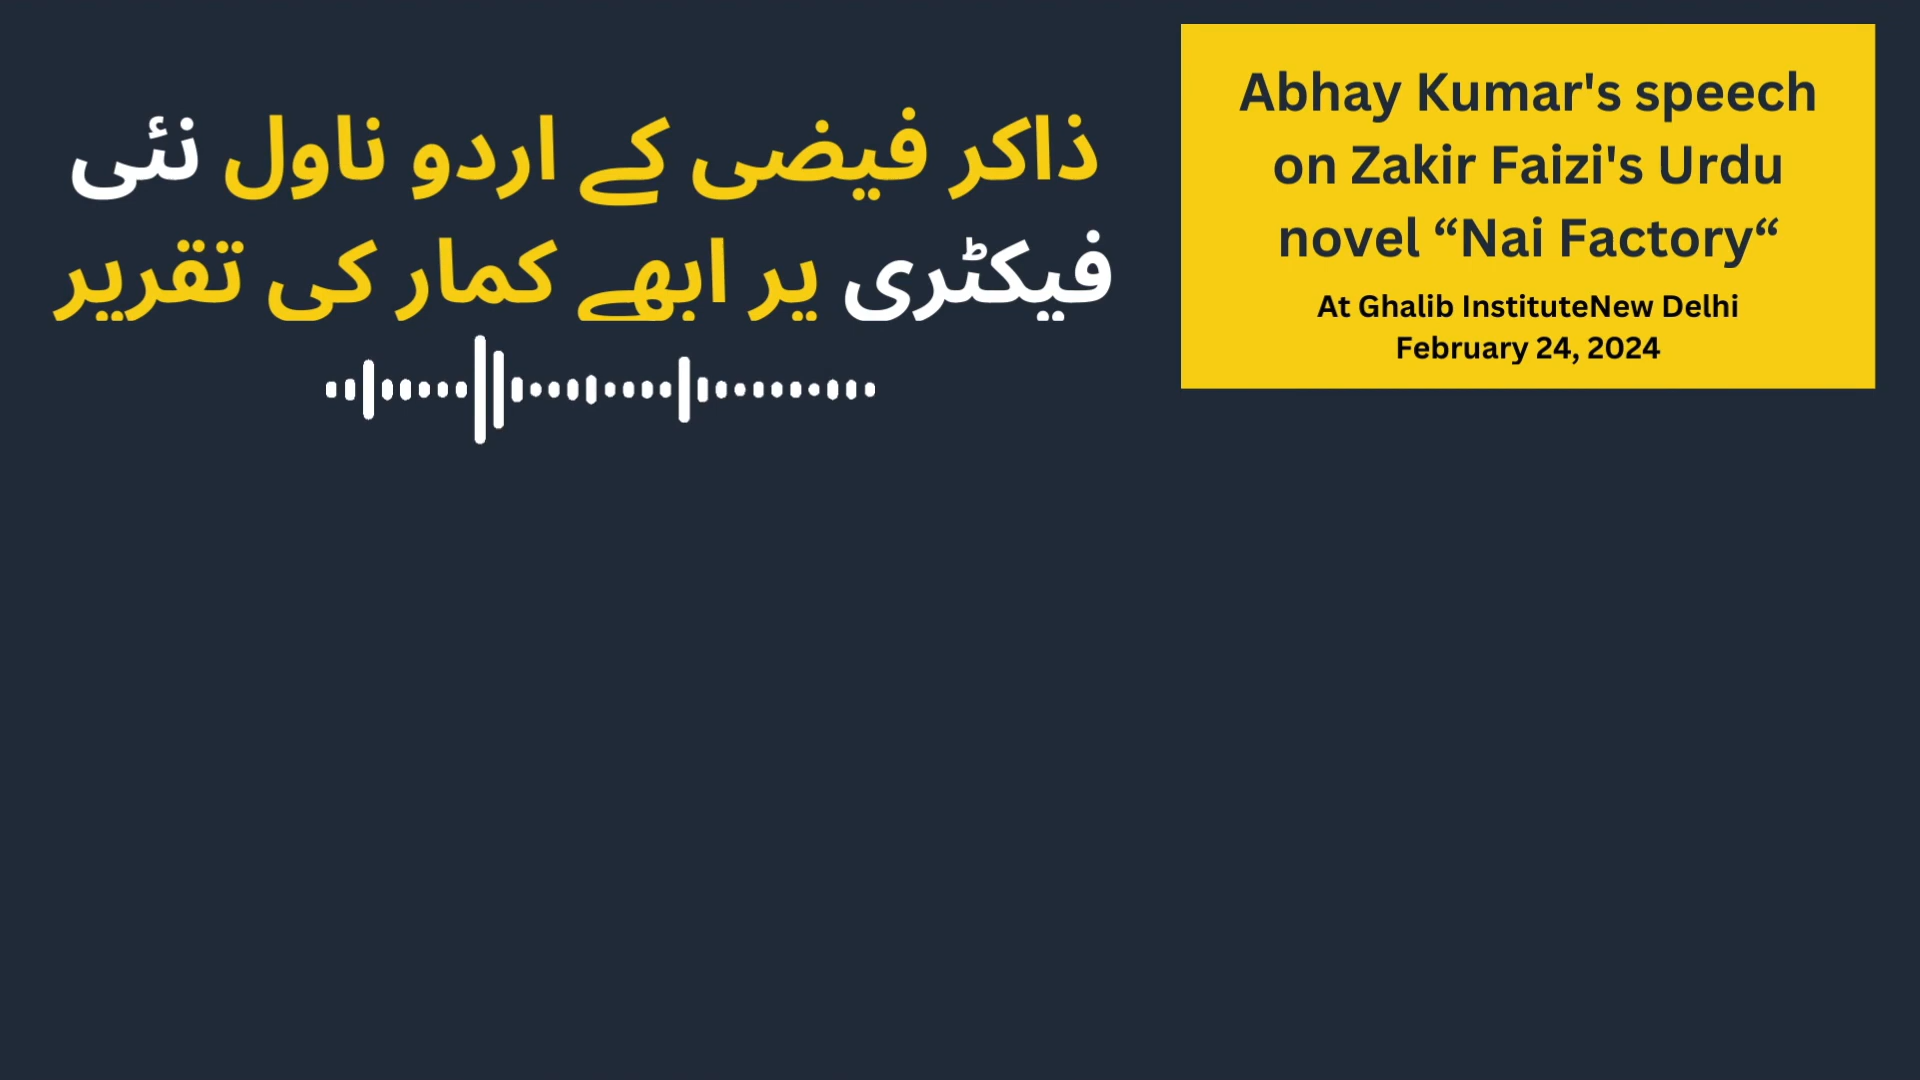 ذاکر فیضی کے اردو ناول نئی
فیکٹری پر ابھے کمار کی تقریر
Abhay Kumar's speech
on Zakir Faizi's Urdu
novel “Nai Factory“
At Ghalib InstituteNew Delhi
February 24, 2024